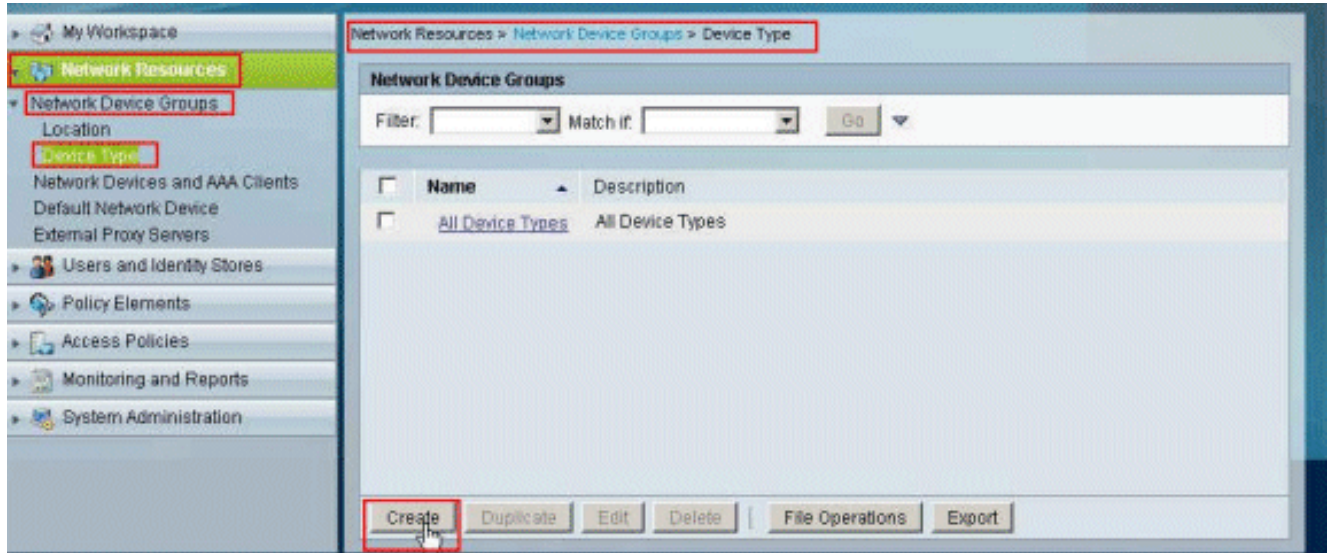 My Workspace
Network Resources
Network Device Groups
Location
Device Type
Network Devices and AAA Clients
Default Network Device
External Proxy Servers
Users and Identity Stores
Policy Elements
Access Policies
Monitoring and Reports
System Administration
Network Resources > Network Device Groups > Device Type
Network Device Groups
Filter: Match if: Go
Name Description
All Device Types All Device Types
Create Duplicate Edit Delete | File Operations Export